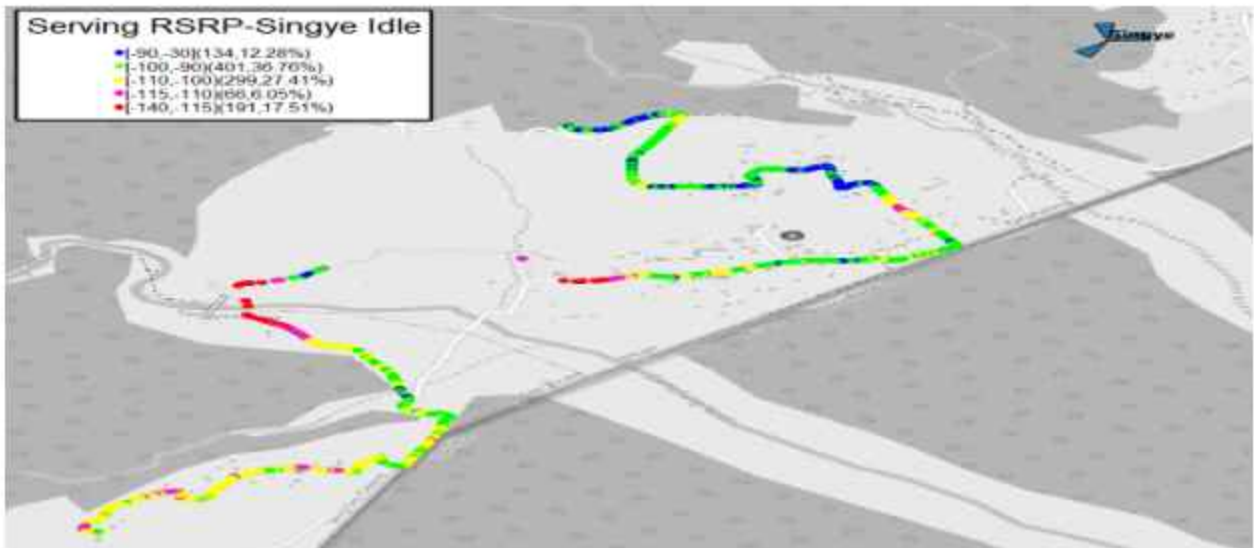 Serving RSRP-Singye Idle
[-90,-30](134,12.28%)
[-100,-90)(401,36.76%)
[-110,-100)(299,27.41%)
[-115,-110)(66,6.05%)
[-140,-115)(191,17.51%)
Singye